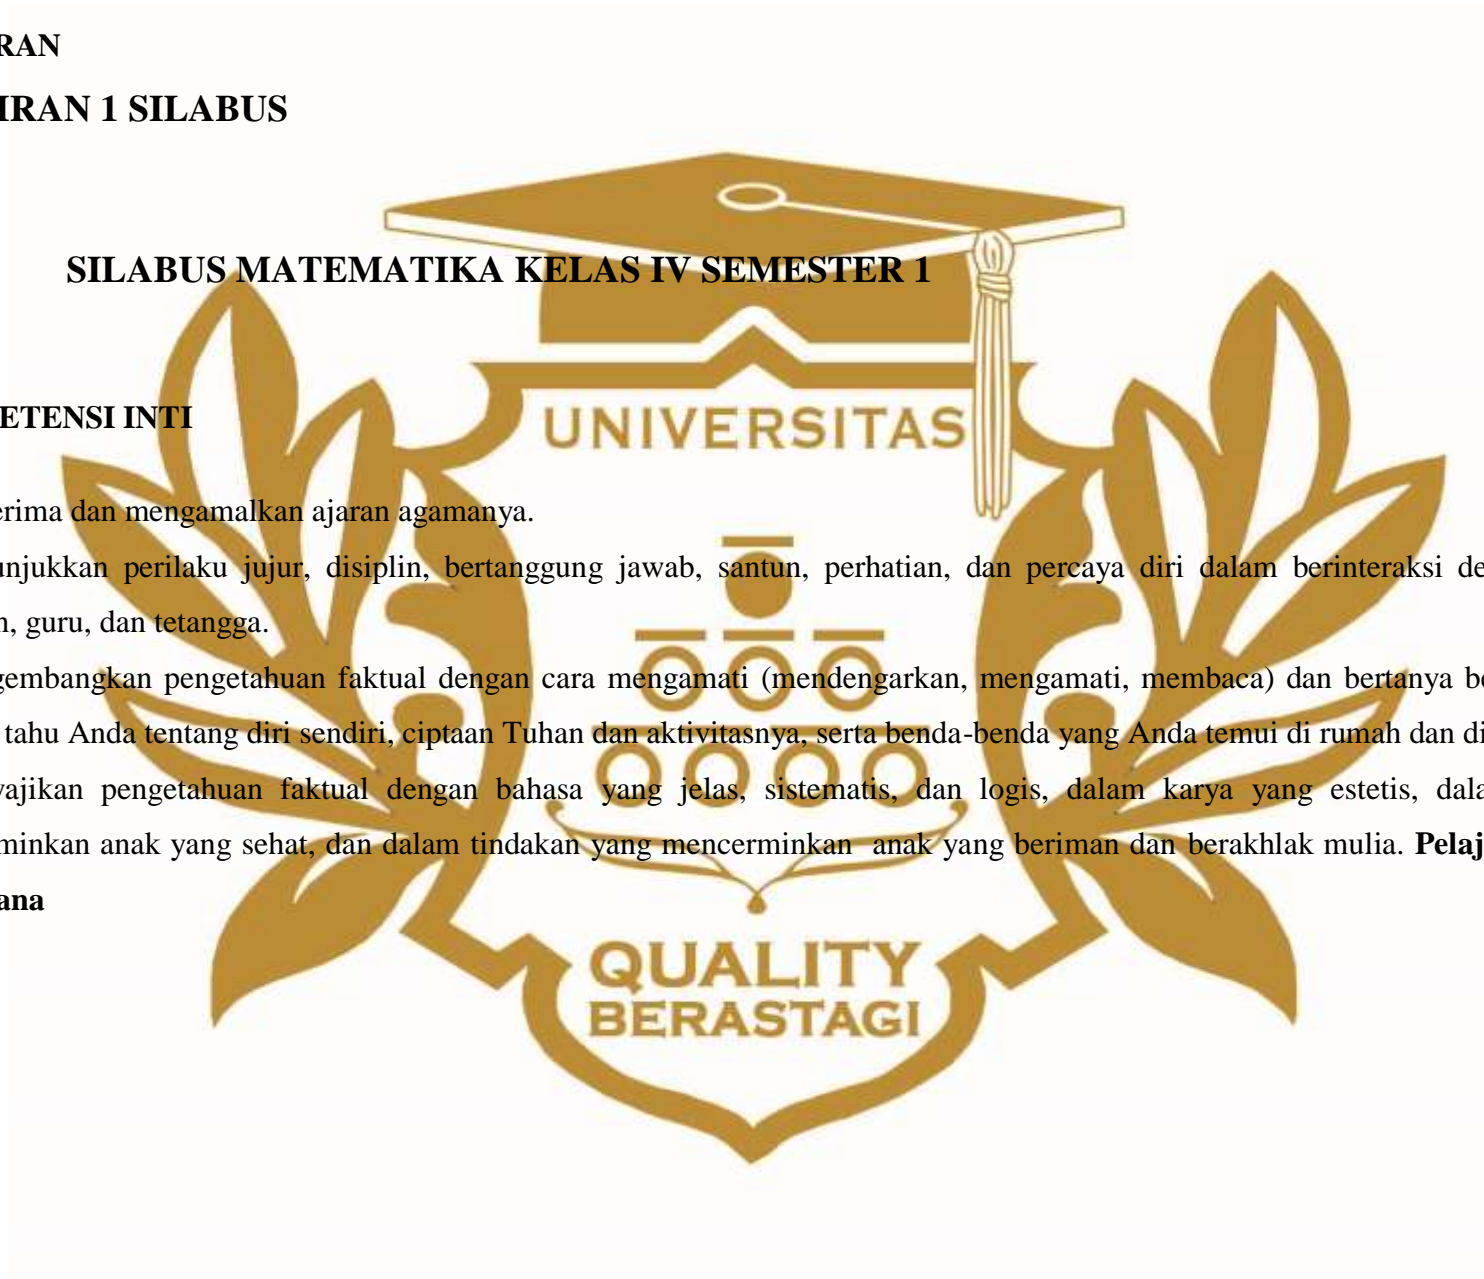 RAN
IRAN 1 SILABUS
SILABUS MATEMATIKA KELAS IV SEMESTER 1
ETENSI INTI
UNIVERSITAS
erima dan mengamalkan ajaran agamanya.
unjukkan perilaku jujur, disiplin, bertanggung jawab, santun, perhatian, dan percaya diri dalam berinteraksi de
n, guru, dan tetangga.
gembangkan pengetahuan faktual dengan cara mengamati (mendengarkan, mengamati, membaca) dan bertanya be
tahu Anda tentang diri sendiri, ciptaan Tuhan dan aktivitasnya, serta benda-benda yang Anda temui di rumah dan di
yajikan pengetahuan faktual dengan bahasa yang jelas, sistematis, dan logis, dalam karya yang estetis, dala
minkan anak yang sehat, dan dalam tindakan yang mencerminkan anak yang beriman dan berakhlak mulia. Pelaj
ana
QUALITY
BERASTAGI